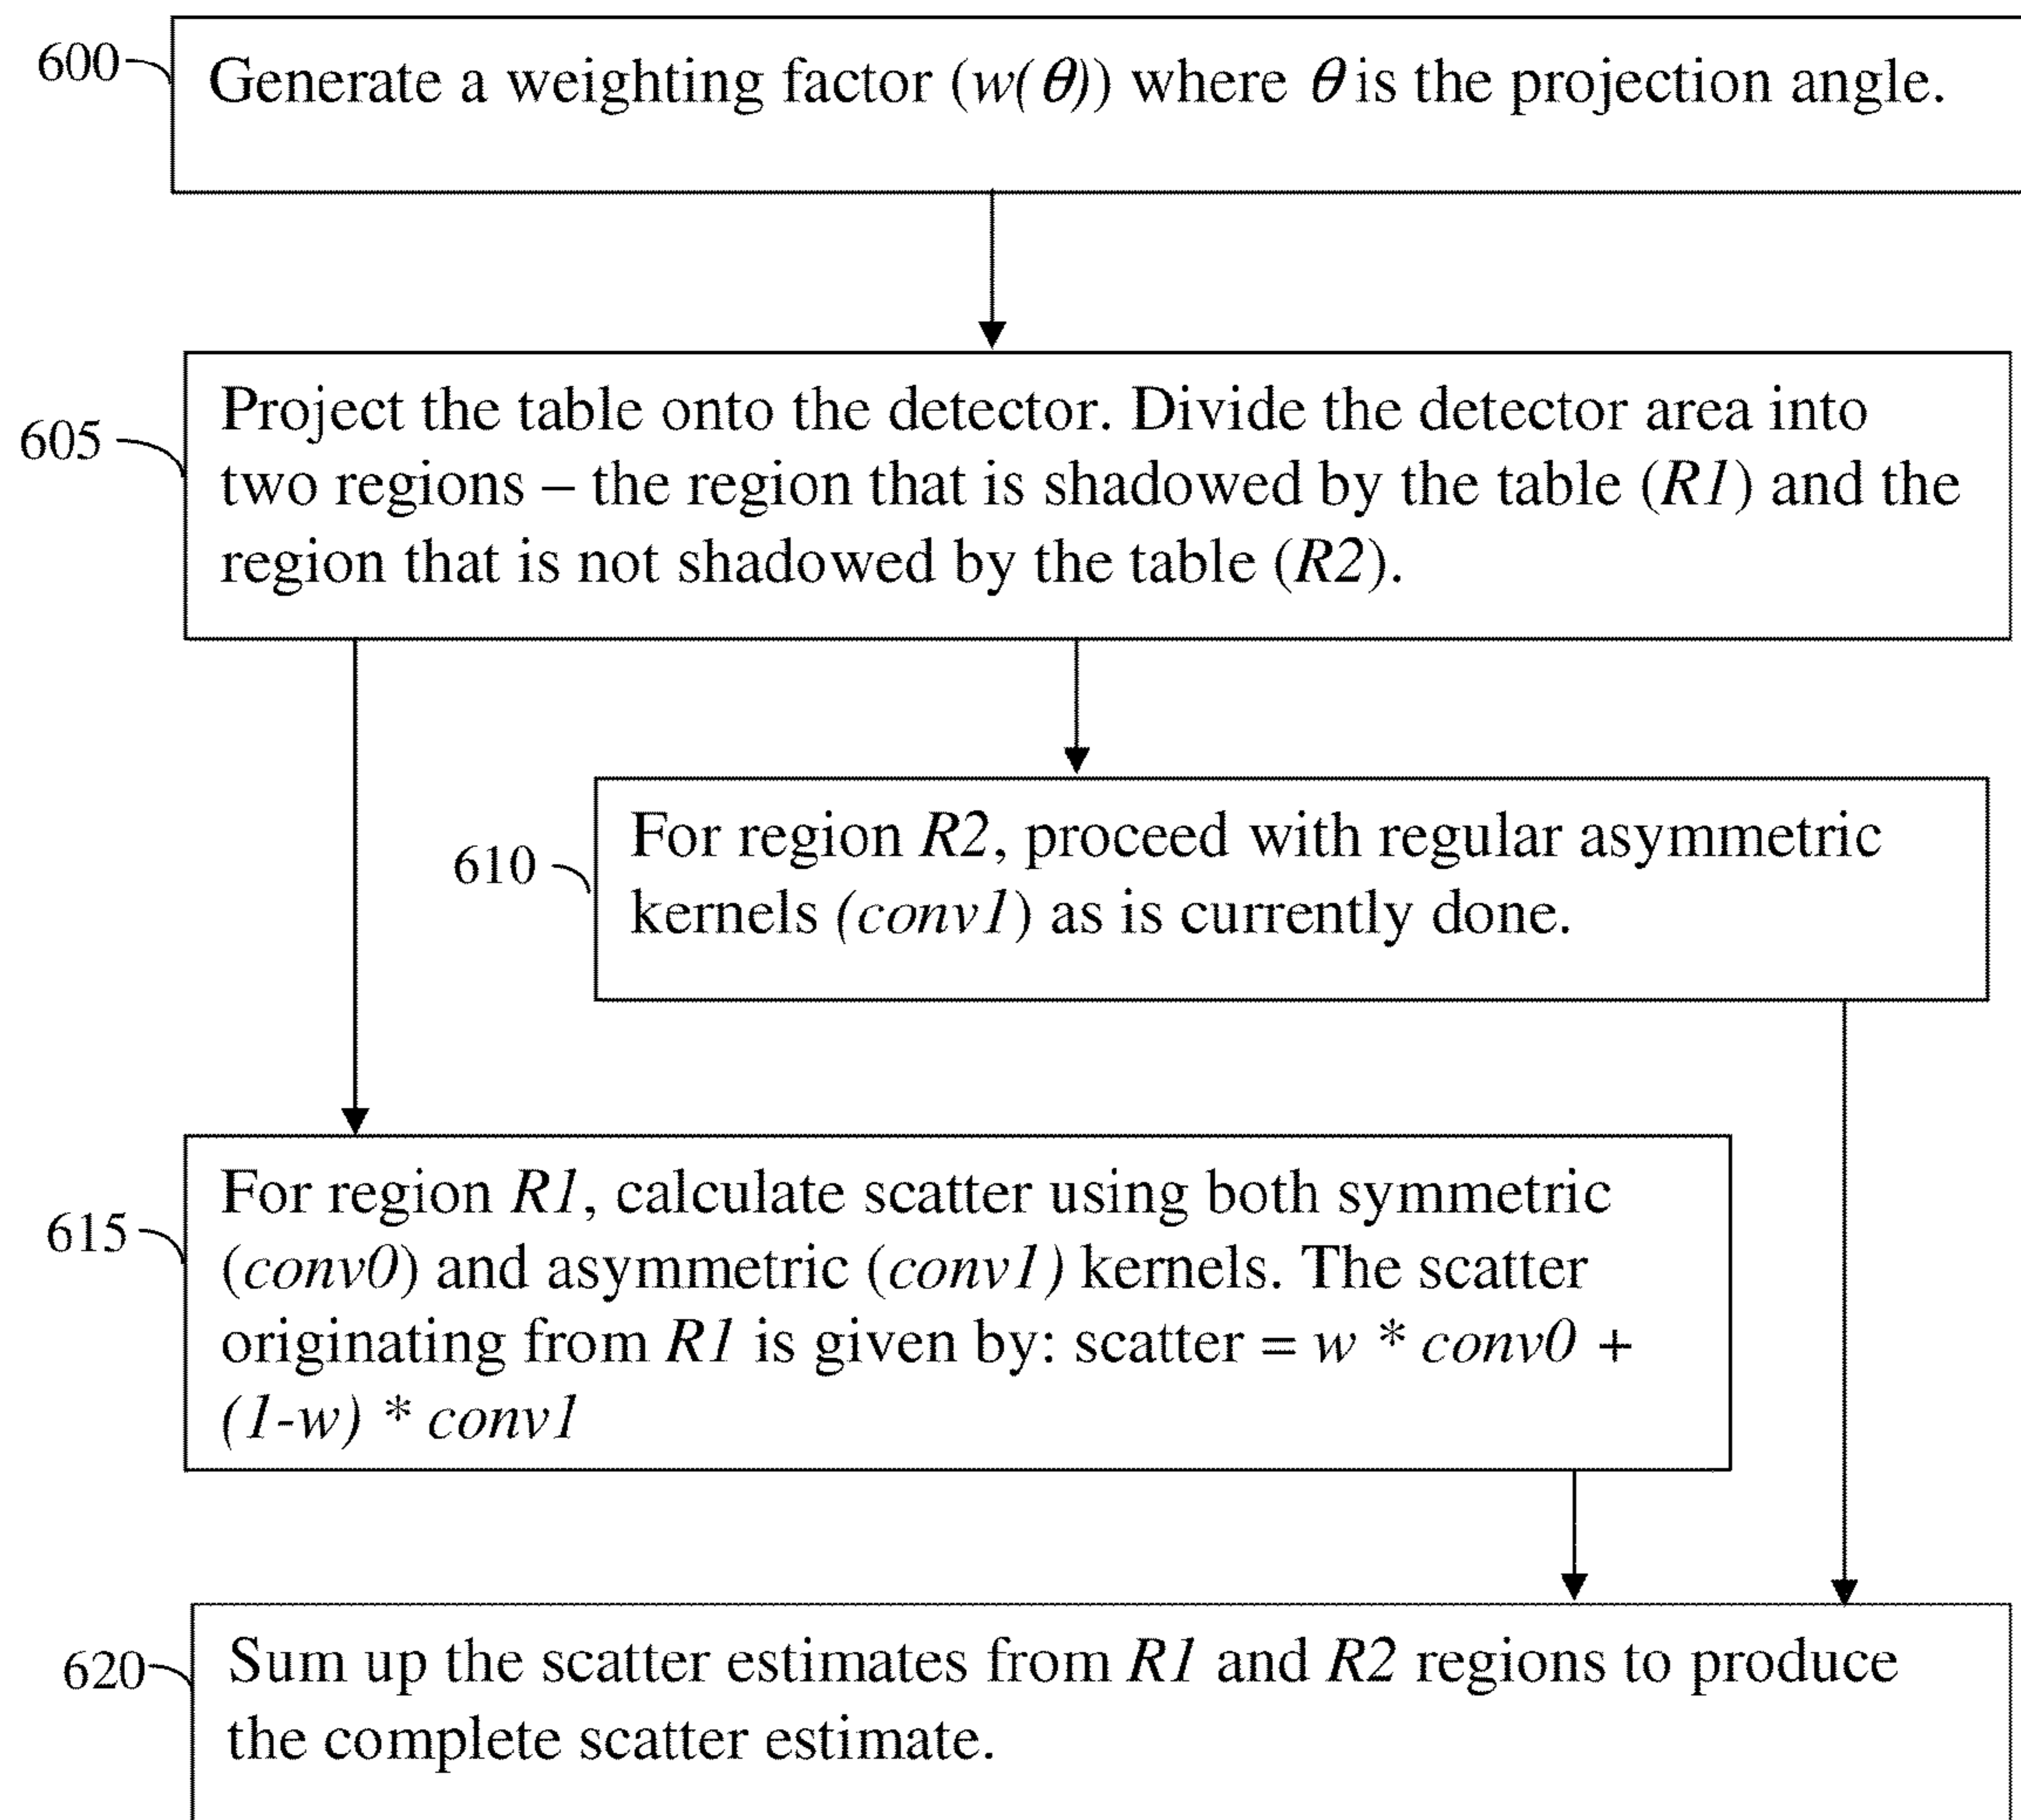 600
Generate a weighting factor (w(θ)) where θ is the projection angle.
605
Project the table onto the detector. Divide the detector area into
two regions – the region that is shadowed by the table (R1) and the
region that is not shadowed by the table (R2).
610
For region R2, proceed with regular asymmetric
kernels (conv1) as is currently done.
615
For region R1, calculate scatter using both symmetric
(conv0) and asymmetric (conv1) kernels. The scatter
originating from R1 is given by: scatter = w * conv0 +
(1-w) * conv1
620
Sum up the scatter estimates from R1 and R2 regions to produce
the complete scatter estimate.